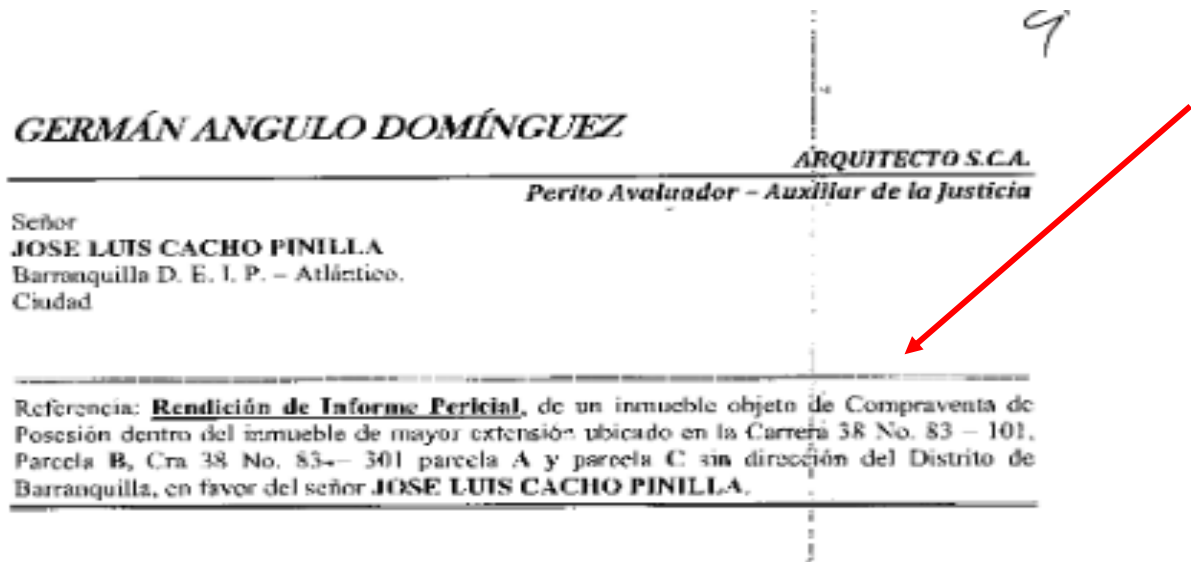 9
GERMÁN ANGULO DOMÍNGUEZ
ARQUITECTO S.C.A.
Perito Avaluador – Auxiliar de la Justicia
Señor
JOSE LUIS CACHO PINILLA
Barranquilla D. E. I. P. – Atlántico.
Ciudad
Referencia: Rendición de Informe Pericial, de un inmueble objeto de Compraventa de
Posesión dentro del inmueble de mayor extensión ubicado en la Carrera 38 No. 83 – 101,
Parcela B, Cra 38 No. 83-– 301 parcela A y parcela C sin dirección del Distrito de
Barranquilla, en favor del señor JOSE LUIS CACHO PINILLA.